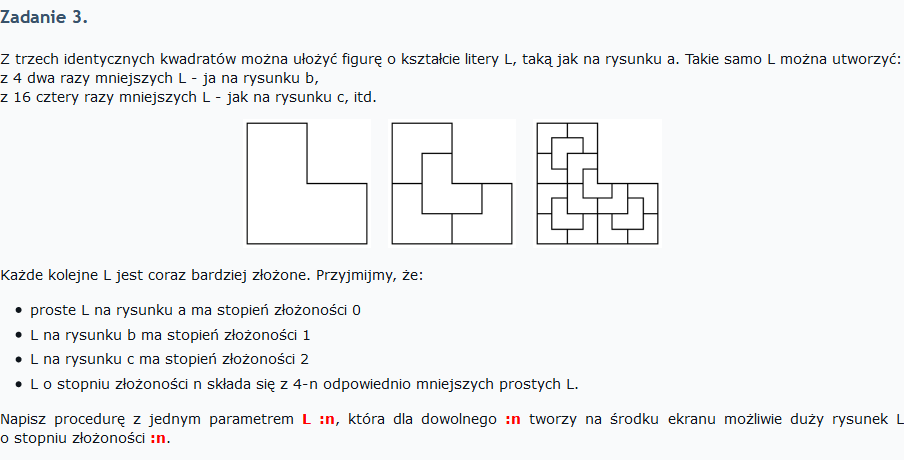 Zadanie 3.
Z trzech identycznych kwadratów można ułożyć figurę o kształcie litery L, taką jak na rysunku a. Takie samo L można utworzyć:
z 4 dwa razy mniejszych L - ja na rysunku b,
z 16 cztery razy mniejszych L - jak na rysunku c, itd.
Każde kolejne L jest coraz bardziej złożone. Przyjmijmy, że:
• proste L na rysunku a ma stopień złożoności 0
• L na rysunku b ma stopień złożoności 1
• L na rysunku c ma stopień złożoności 2
• L o stopniu złożoności n składa się z 4-n odpowiednio mniejszych prostych L.
Napisz procedurę z jednym parametrem L :n, która dla dowolnego :n tworzy na środku ekranu możliwie duży rysunek L
o stopniu złożoności :n.